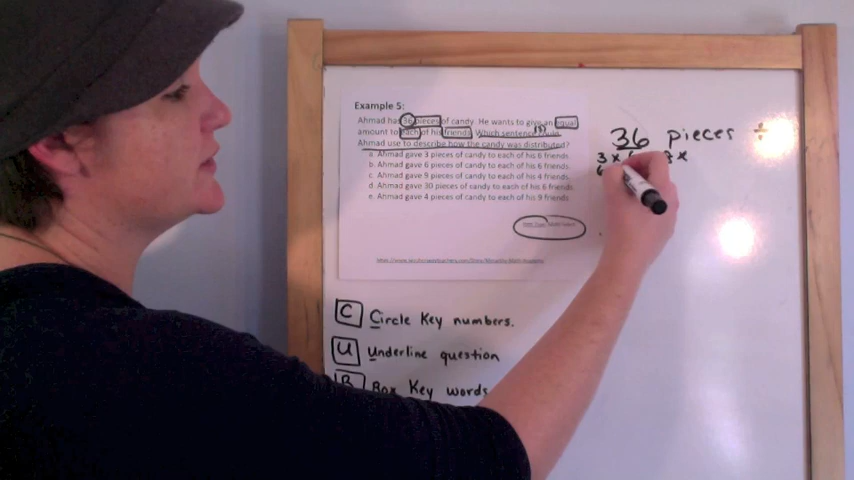 Example 5:
Ahmad has 36 pieces of candy. He wants to give an equal
amount to each of his friends. Which sentence(s) could
Ahmad use to describe how the candy was distributed?
a. Ahmad gave 3 pieces of candy to each of his 6 friends.
b. Ahmad gave 6 pieces of candy to each of his 6 friends.
c. Ahmad gave 9 pieces of candy to each of his 4 friends.
d. Ahmad gave 30 pieces of candy to each of his 6 friends.
e. Ahmad gave 4 pieces of candy to each of his 9 friends.
36 pieces ÷
3 x
C Circle Key numbers.
U Underline question
B Box Key words